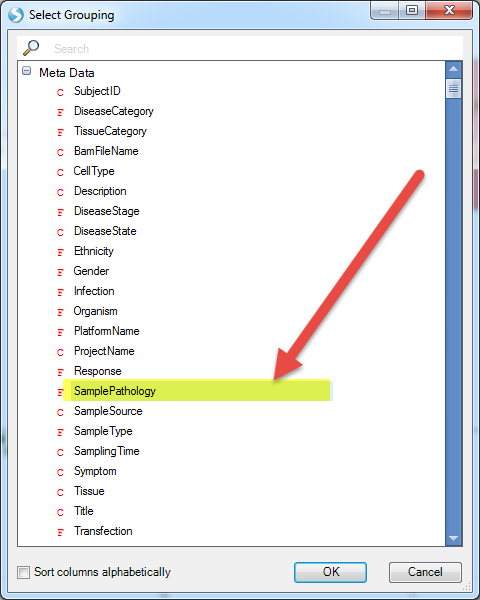 Select Grouping
Search
Meta Data
C SubjectID
F DiseaseCategory
F TissueCategory
C BamFileName
C CellType
C Description
F DiseaseStage
C DiseaseState
F Ethnicity
F Gender
F Infection
F Organism
F PlatformName
C ProjectName
F Response
F SamplePathology
C SampleSource
F SampleType
C SamplingTime
C Symptom
C Tissue
C Title
F Transfection
Sort columns alphabetically
OK
Cancel